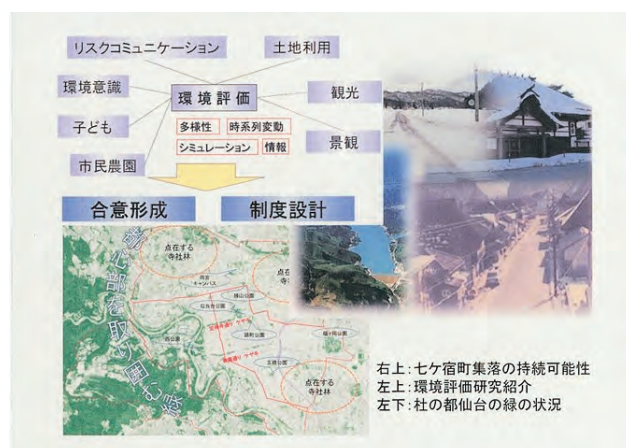 リスクコミュニケーション
土地利用
環境意識
環境評価
観光
子ども
多様性
時系列変動
シミュレーション
情報
景観
市民農園
合意形成
制度設計
都心部を取り囲む緑
点在する
寺社林
点在する
寺社林
西公園
点在する
寺社林
右上：七ケ宿町集落の持続可能性
左上：環境評価研究紹介
左下：杜の都仙台の緑の状況